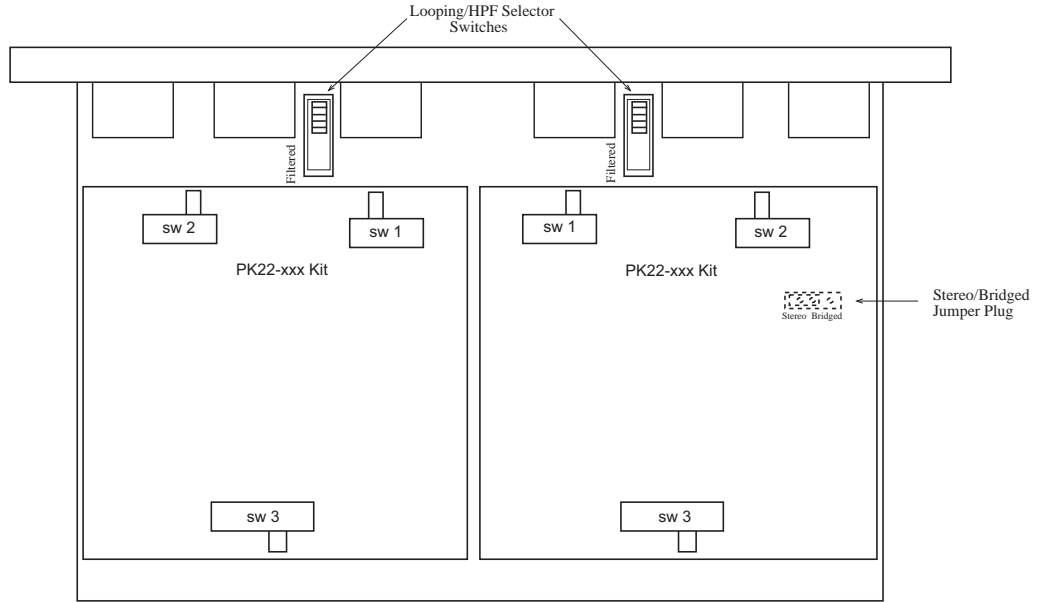 Looping/HPF Selector
Switches
Filtered
Filtered
sw 2
sw 1
sw 1
sw 2
PK22-xxx Kit
PK22-xxx Kit
Stereo/Bridged
Jumper Plug
Stereo Bridged
sw 3
sw 3